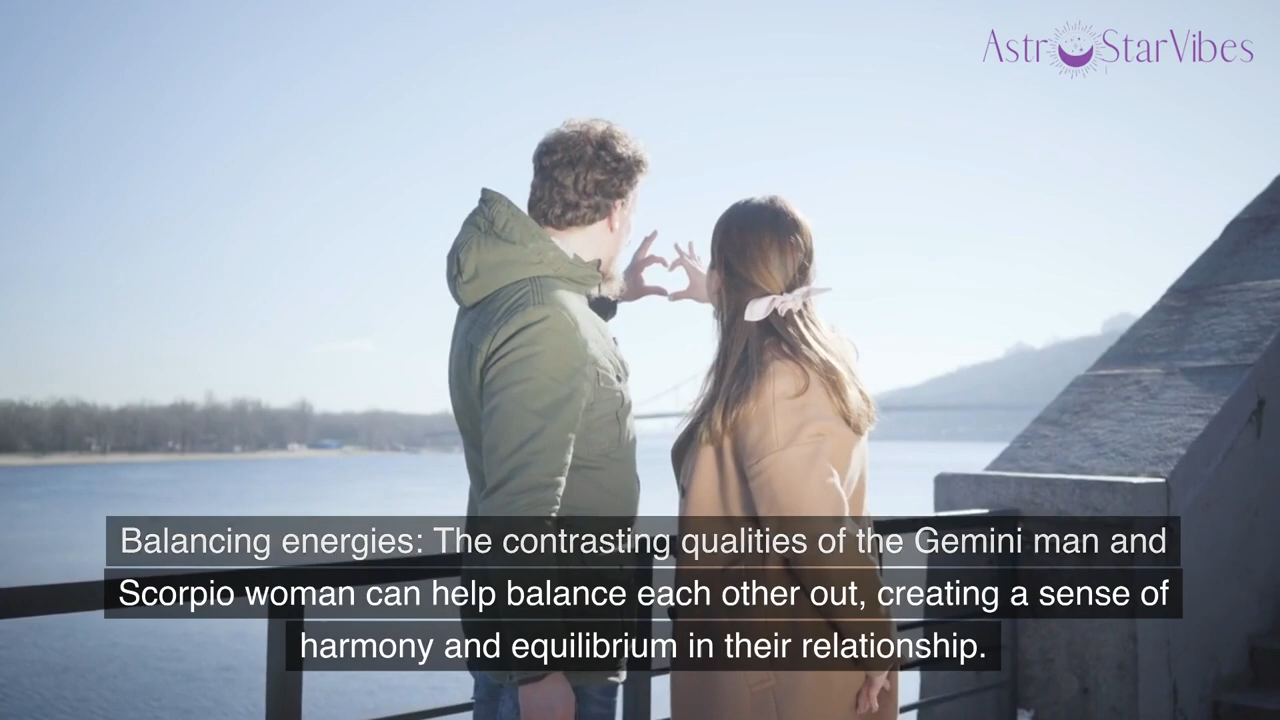 AstroStarVibes
Balancing energies: The contrasting qualities of the Gemini man and
Scorpio woman can help balance each other out, creating a sense of
harmony and equilibrium in their relationship.